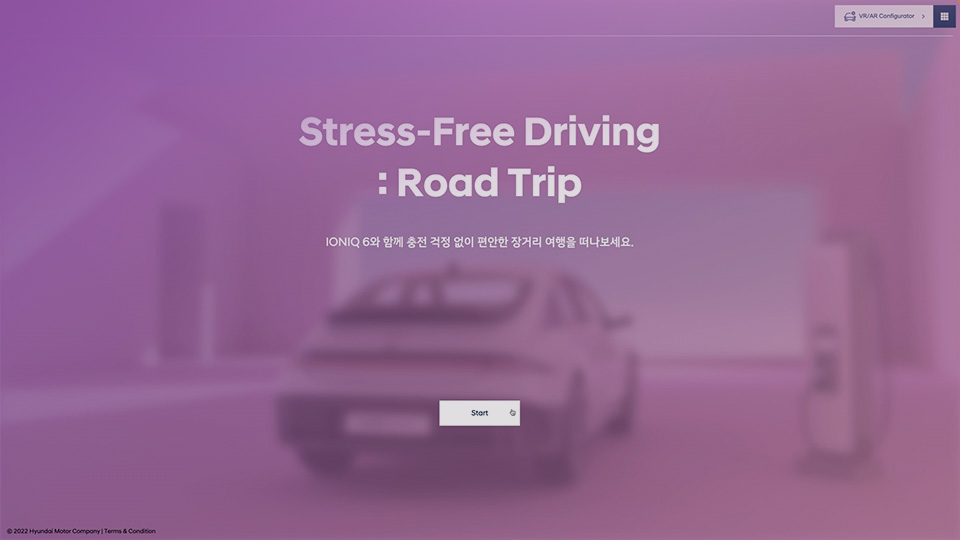 VR/AR Configurator
Stress-Free Driving
: Road Trip
IONIQ 6와 함께 충전 걱정 없이 편안한 장거리 여행을 떠나보세요.
Start
© 2022 Hyundai Motor Company | Terms & Condition